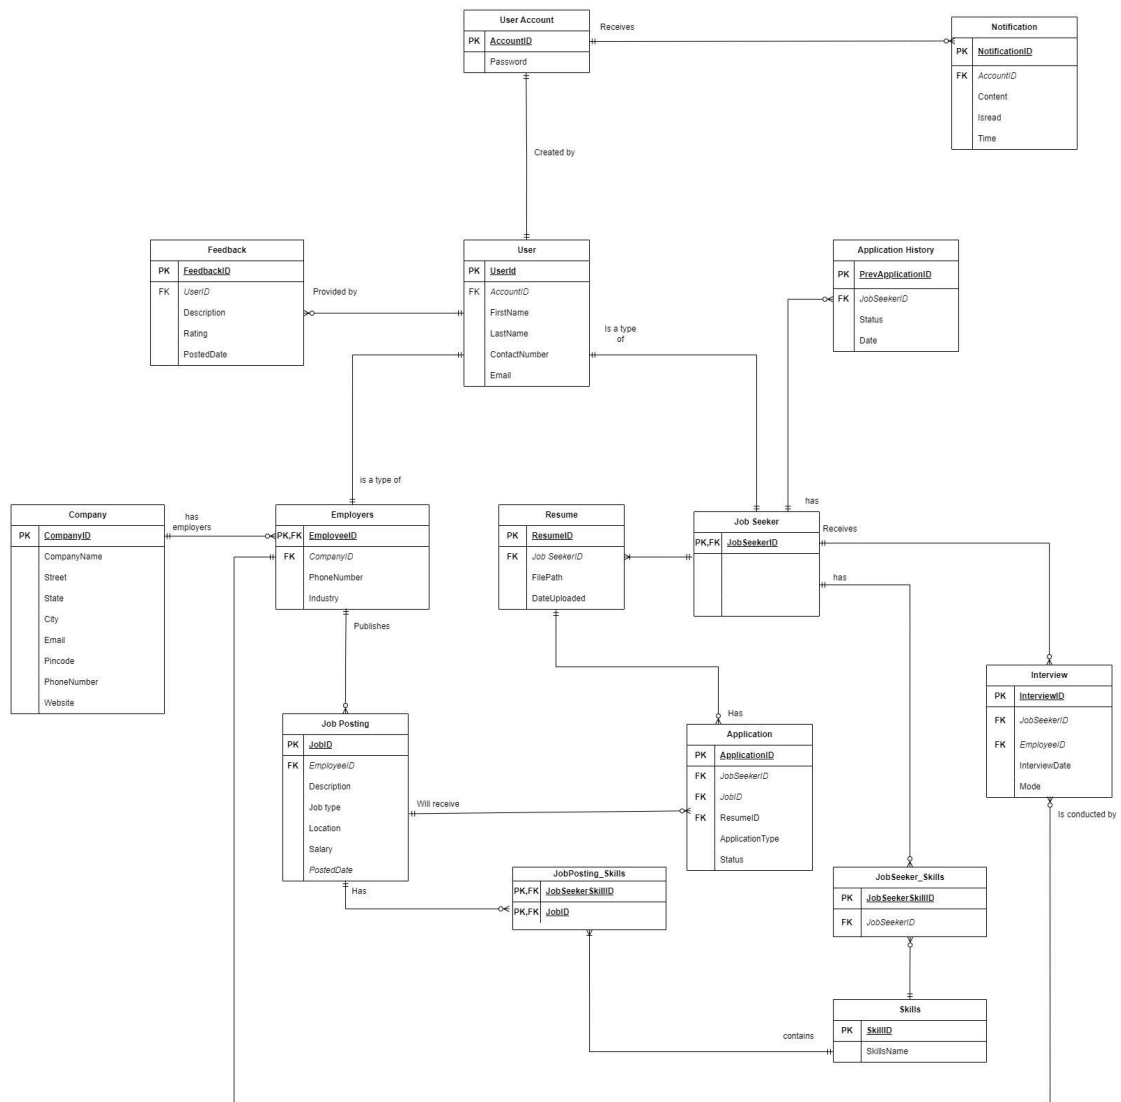 User Account
PK AccountID
Password
Receives
Notification
PK NotificationID
FK AccountID
Content
Isread
Time
Created by
Feedback
PK FeedbackID
FK UserID
Description
Rating
PostedDate
Provided by
User
PK UserId
FK AccountID
FirstName
LastName
ContactNumber
Email
Is a type
of
Application History
PK PrevApplicationID
FK JobSeekerID
Status
Date
is a type of
has
Company
PK CompanyID
CompanyName
Street
State
City
Email
Pincode
PhoneNumber
Website
has
employers
Employers
PK,FK EmployeeID
FK CompanyID
PhoneNumber
Industry
Resume
PK ResumeID
FK Job SeekerID
FilePath
DateUploaded
Job Seeker
PK,FK JobSeekerID
Receives
has
Publishes
Interview
PK InterviewID
FK JobSeekerID
FK EmployeeID
InterviewDate
Mode
Is conducted by
Job Posting
PK JobID
FK EmployeeID
Description
Job type
Location
Salary
PostedDate
Will receive
Has
Application
PK ApplicationID
FK JobSeekerID
FK JobID
FK ResumeID
ApplicationType
Status
Has
JobPosting_Skills
PK,FK JobSeekerSkillID
PK,FK JobID
JobSeeker_Skills
PK JobSeekerSkillID
FK JobSeekerID
contains
Skills
PK SkillID
SkillsName